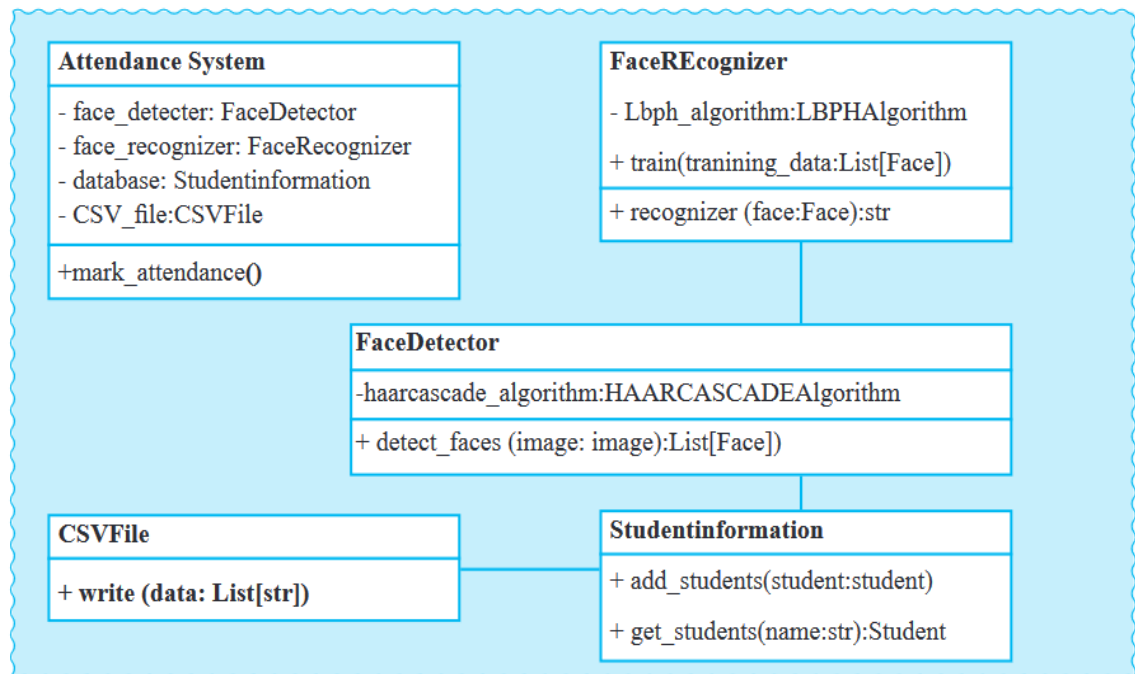 Attendance System
- face_detecter: FaceDetector
- face_recognizer: FaceRecognizer
- database: Studentinformation
- CSV_file:CSVFile
+mark_attendance()
FaceREcognizer
- Lbph_algorithm:LBPHAlgorithm
+ train(tranining_data:List[Face])
+ recognizer (face:Face):str
FaceDetector
-haarcascade_algorithm:HAARCASCADEAlgorithm
+ detect_faces (image: image):List[Face])
CSVFile
+ write (data: List[str])
Studentinformation
+ add_students(student:student)
+ get_students(name:str):Student